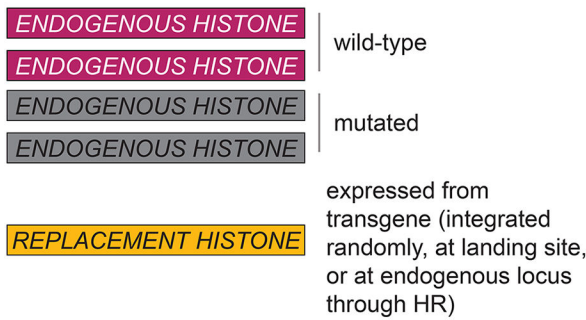 ENDOGENOUS HISTONE
wild-type
ENDOGENOUS HISTONE
ENDOGENOUS HISTONE
mutated
ENDOGENOUS HISTONE
REPLACEMENT HISTONE
expressed from
transgene (integrated
randomly, at landing site,
or at endogenous locus
through HR)